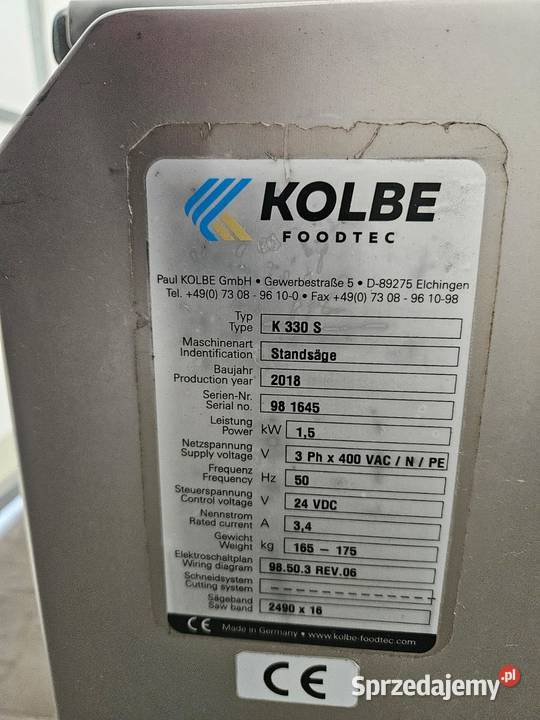 KOLBE
FOODTEC
Paul KOLBE GmbH • Gewerbestraße 5 • D-89275 Elchingen
Tel. +49(0) 73 08 - 96 10-0 • Fax +49(0) 73 08 - 96 10-98
Typ
Type K 330 S
Maschinenart
Indentification Standsäge
Baujahr
Production year 2018
Serien-Nr.
Serial no. 98 1645
Leistung
Power kW 1,5
Netzspannung
Supply voltage V 3 Ph x 400 VAC / N / PE
Frequenz
Frequency Hz 50
Steuerspannung
Control voltage V 24 VDC
Nennstrom
Rated current A 3,4
Gewicht
Weight kg 165 - 175
Elektroschaltplan
Wiring diagram 98.50.3 REV.06
Schneidsystem
Cutting system - - - - - - - - - - - - - - - -
Sägeband
Saw band 2490 x 16
CE Made in Germany • www.kolbe-foodtec.com
CE
Sprzedajemy.pl